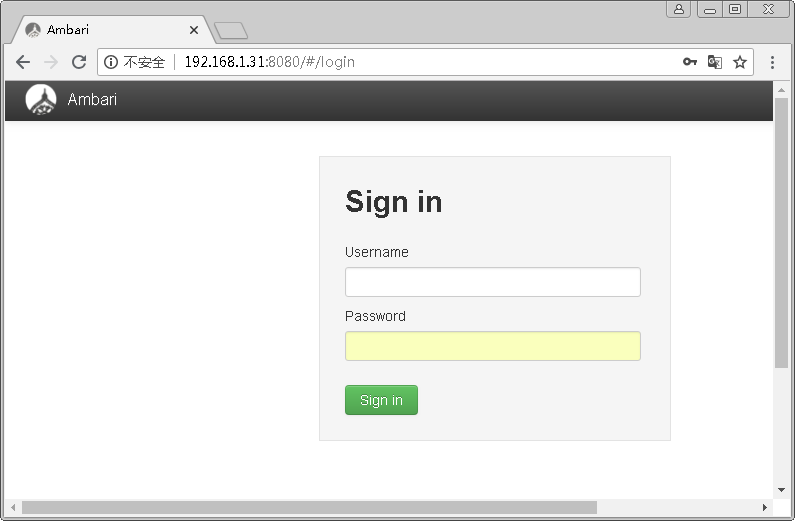 Ambari
不安全 192.168.1.31:8080/#/login
Ambari
Sign in
Username
Password
Sign in